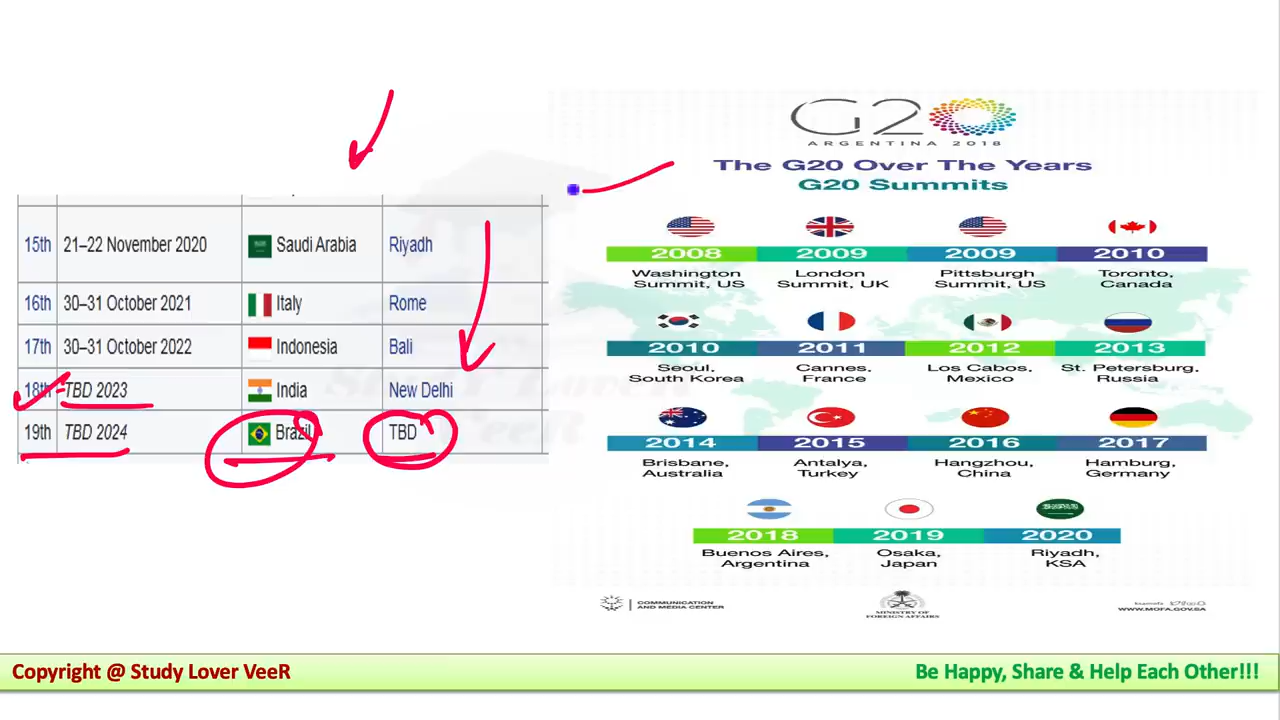 15th 21–22 November 2020 Saudi Arabia Riyadh
16th 30–31 October 2021 Italy Rome
17th 30–31 October 2022 Indonesia Bali
18th TBD 2023 India New Delhi
19th TBD 2024 Brazil TBD
G20
ARGENTINA 2018
The G20 Over The Years
G20 Summits
2008 2009 2009 2010
Washington Summit, US
London Summit, UK
Pittsburgh Summit, US
Toronto, Canada
2010 2011 2012 2013
Seoul, South Korea
Cannes, France
Los Cabos, Mexico
St. Petersburg, Russia
2014 2015 2016 2017
Brisbane, Australia
Antalya, Turkey
Hangzhou, China
Hamburg, Germany
2018 2019 2020
Buenos Aires, Argentina
Osaka, Japan
Riyadh, KSA
COMMUNICATION AND MEDIA CENTER
MINISTRY OF FOREIGN AFFAIRS
WWW.MOFA.GOV.SA
Study Lover
VeeR
Copyright @ Study Lover VeeR
Be Happy, Share & Help Each Other!!!